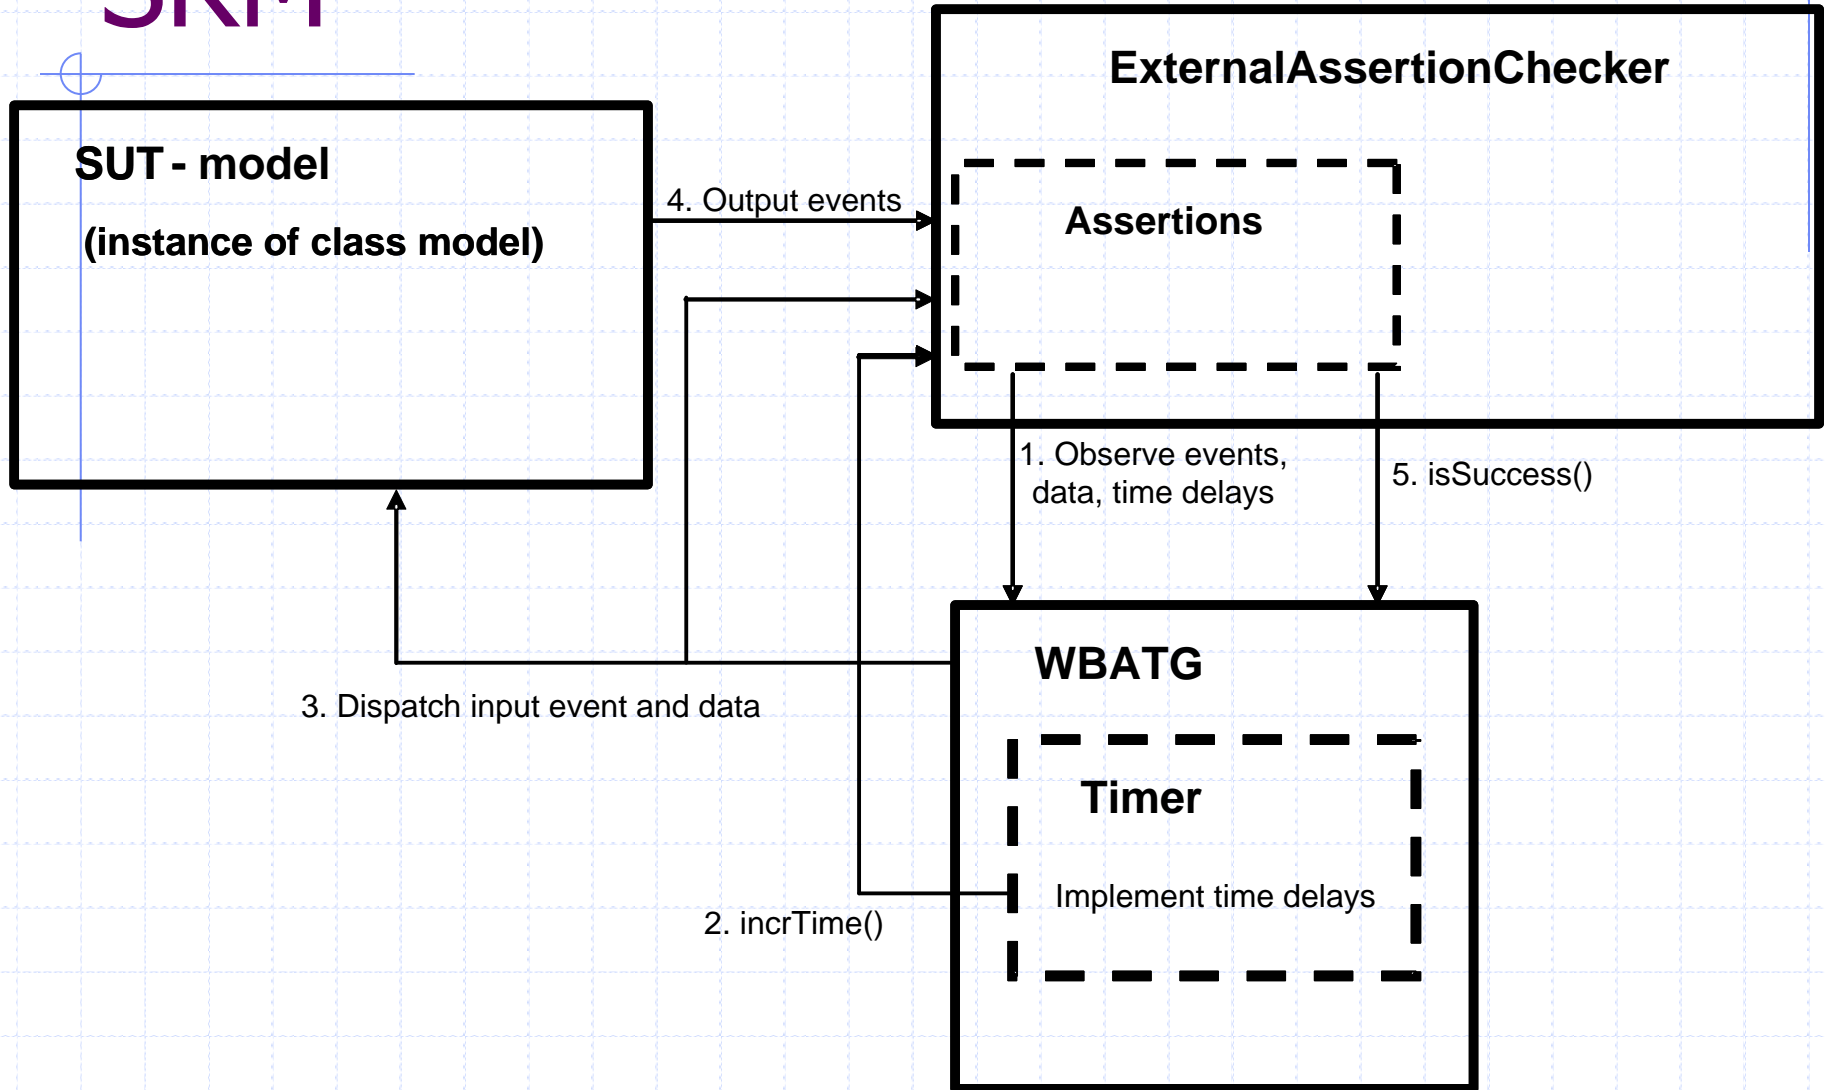 SRM
ExternalAssertionChecker
SUT - model
(instance of class model)
4. Output events
Assertions
1. Observe events,
data, time delays
5. isSuccess()
WBATG
3. Dispatch input event and data
Timer
Implement time delays
2. incrTime()